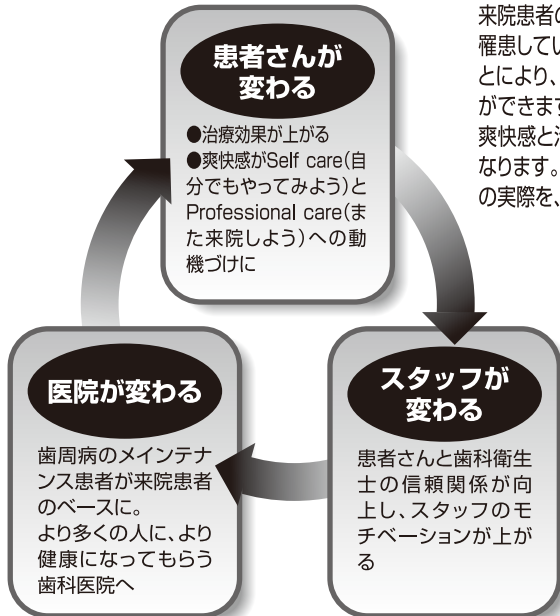 患者さんが
変わる
●治療効果が上がる
●爽快感がSelf care(自
分でもやってみよう)と
Professional care(ま
た来院しよう)への動
機づけに
来院患者の
罹患してい
とにより、
ができます
爽快感と
なります。
の実際を、
スタッフが
変わる
患者さんと歯科衛生
士の信頼関係が向
上し、スタッフのモ
チベーションが上が
る
医院が変わる
歯周病のメインテナ
ンス患者が来院患者
のベースに。
より多くの人に、より
健康になってもらう
歯科医院へ